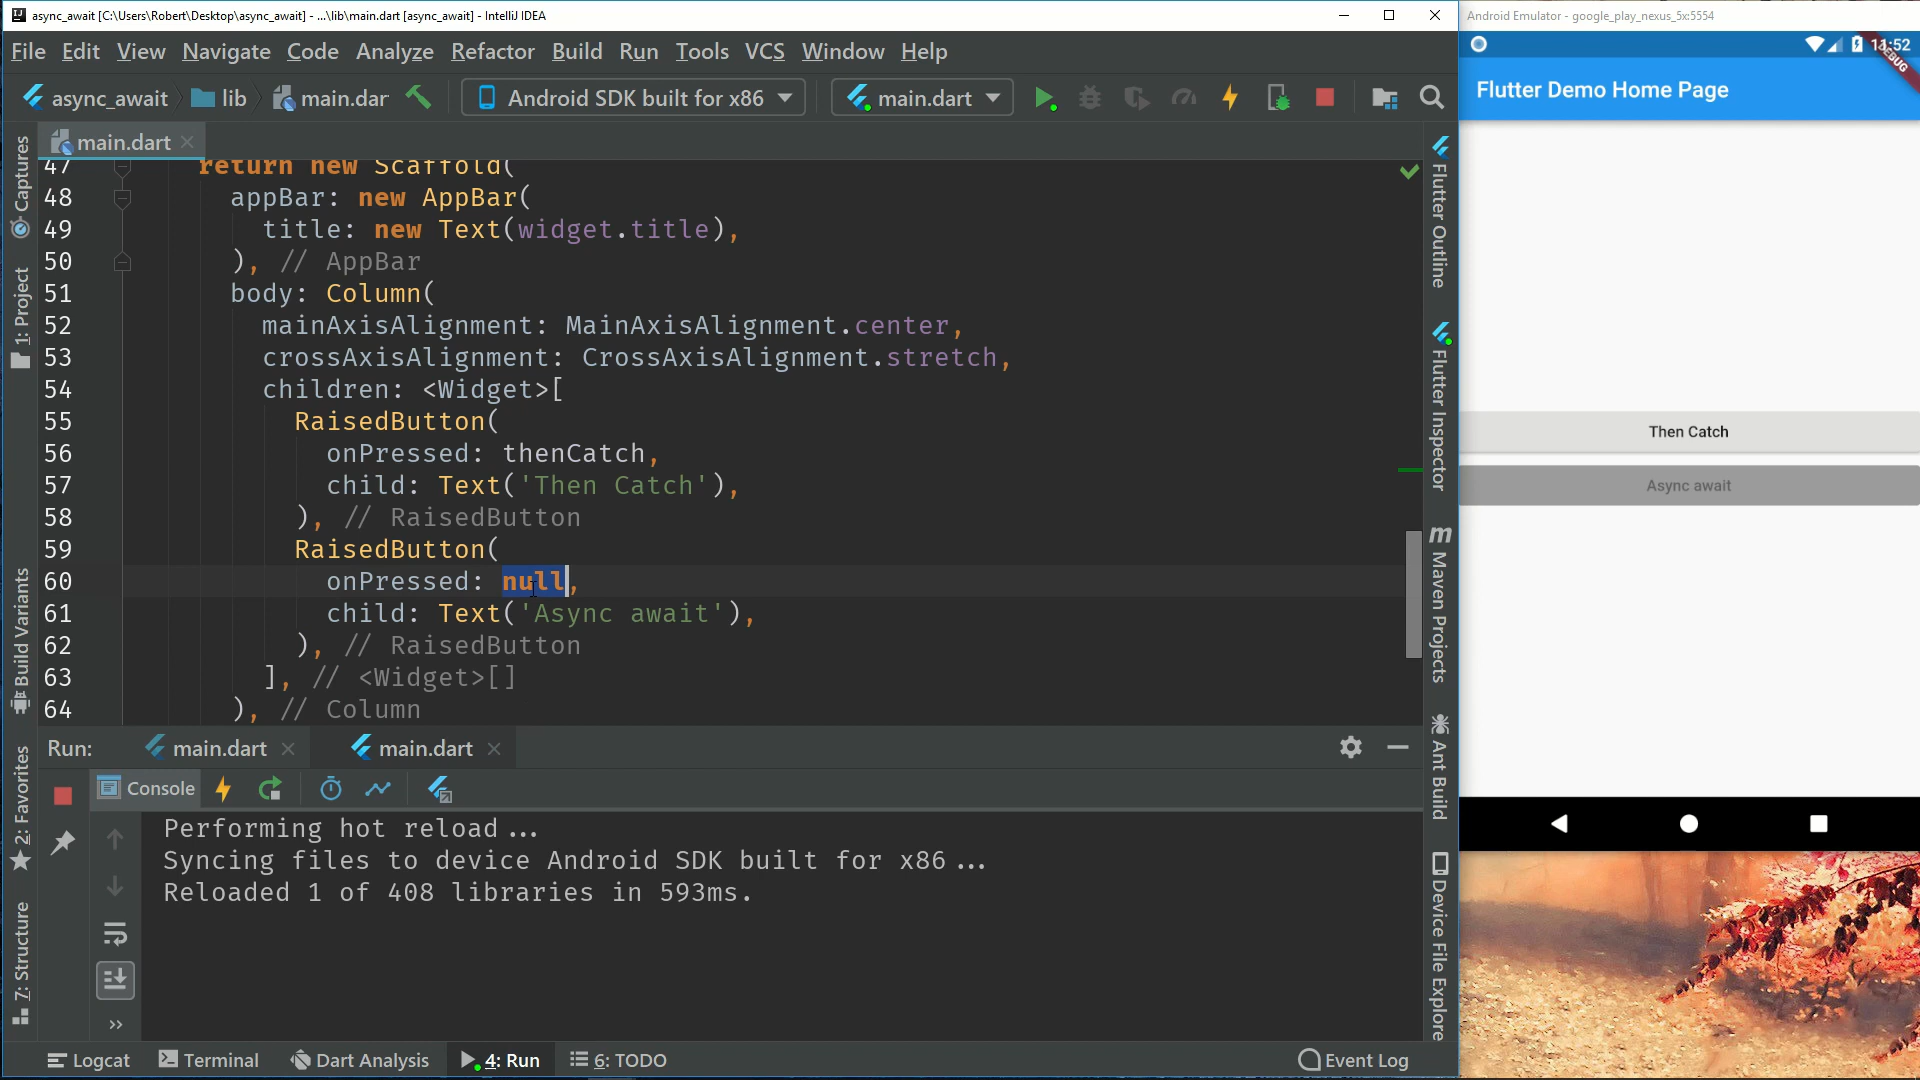 async_await [C:\Users\Robert\Desktop\async_await] - ...\lib\main.dart [async_await] - IntelliJ IDEA
File Edit View Navigate Code Analyze Refactor Build Run Tools VCS Window Help
async_await lib main.dar Android SDK built for x86 main.dart
main.dart
47 return new Scaffold(
48 appBar: new AppBar(
49 title: new Text(widget.title),
50 ), // AppBar
51 body: Column(
52 mainAxisAlignment: MainAxisAlignment.center,
53 crossAxisAlignment: CrossAxisAlignment.stretch,
54 children: <Widget>[
55 RaisedButton(
56 onPressed: thenCatch,
57 child: Text('Then Catch'),
58 ), // RaisedButton
59 RaisedButton(
60 onPressed: null,
61 child: Text('Async await'),
62 ), // RaisedButton
63 ], // <Widget>[]
64 ), // Column
Captures
1: Project
Build Variants
2: Favorites
7: Structure
Flutter Outline
Flutter Inspector
Maven Projects
Ant Build
Device File Explore
Run: main.dart main.dart
Console
Performing hot reload...
Syncing files to device Android SDK built for x86...
Reloaded 1 of 408 libraries in 593ms.
Logcat Terminal Dart Analysis 4: Run 6: TODO Event Log
Android Emulator - google_play_nexus_5x:5554
11:52
DEBUG
Flutter Demo Home Page
Then Catch
Async await